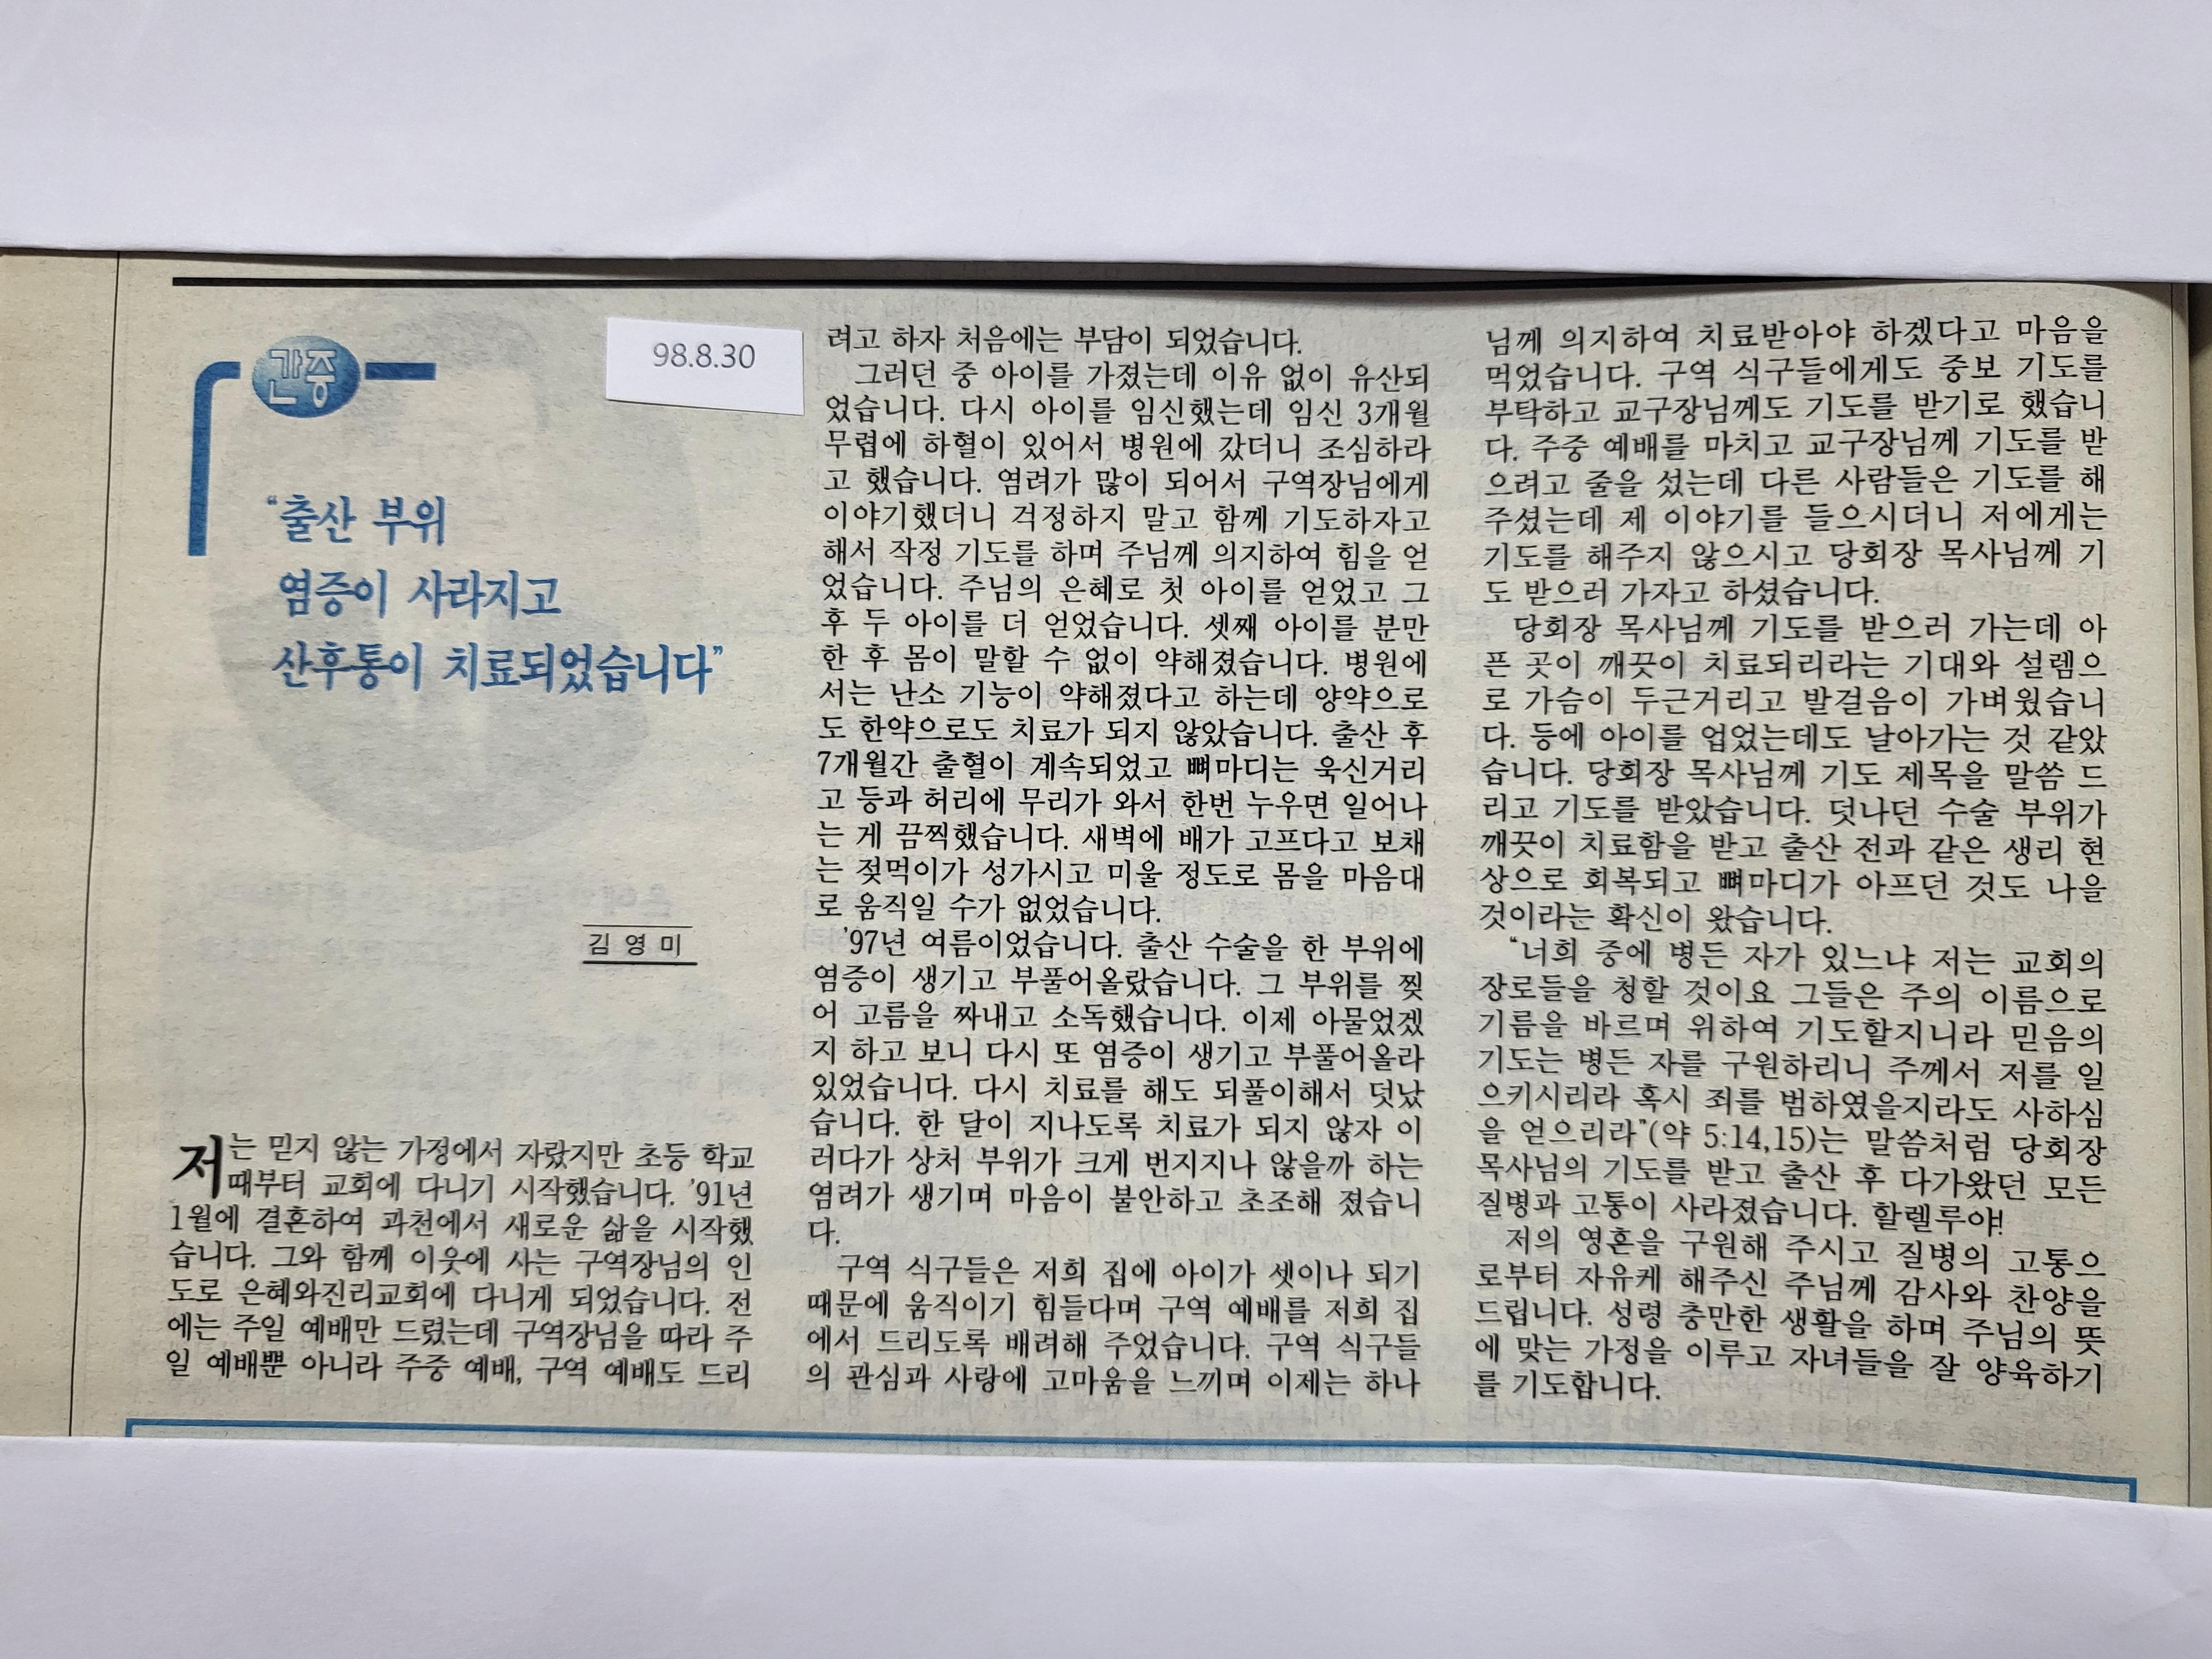 간증
98.8.30
“출산 부위
염증이 사라지고
산후통이 치료되었습니다”
김영미
저는 믿지 않는 가정에서 자랐지만 초등 학교
때부터 교회에 다니기 시작했습니다. '91년
1월에 결혼하여 과천에서 새로운 삶을 시작했
습니다. 그와 함께 이웃에 사는 구역장님의 인
도로 은혜와진리교회에 다니게 되었습니다. 전
에는 주일 예배만 드렸는데 구역장님을 따라 주
일 예배뿐 아니라 주중 예배, 구역 예배도 드리
려고 하자 처음에는 부담이 되었습니다.
그러던 중 아이를 가졌는데 이유 없이 유산되
었습니다. 다시 아이를 임신했는데 임신 3개월
무렵에 하혈이 있어서 병원에 갔더니 조심하라
고 했습니다. 염려가 많이 되어서 구역장님에게
이야기했더니 걱정하지 말고 함께 기도하자고
해서 작정 기도를 하며 주님께 의지하여 힘을 얻
었습니다. 주님의 은혜로 첫 아이를 얻었고 그
후 두 아이를 더 얻었습니다. 셋째 아이를 분만
한 후 몸이 말할 수 없이 약해졌습니다. 병원에
서는 난소 기능이 약해졌다고 하는데 양약으로
도 한약으로도 치료가 되지 않았습니다. 출산 후
7개월간 출혈이 계속되었고 뼈마디는 욱신거리
고 등과 허리에 무리가 와서 한번 누우면 일어나
는 게 끔찍했습니다. 새벽에 배가 고프다고 보채
는 젖먹이가 성가시고 미울 정도로 몸을 마음대
로 움직일 수가 없었습니다.
'97년 여름이었습니다. 출산 수술을 한 부위에
염증이 생기고 부풀어올랐습니다. 그 부위를 찢
어 고름을 짜내고 소독했습니다. 이제 아물었겠
지 하고 보니 다시 또 염증이 생기고 부풀어올라
있었습니다. 다시 치료를 해도 되풀이해서 덧났
습니다. 한 달이 지나도록 치료가 되지 않자 이
러다가 상처 부위가 크게 번지지나 않을까 하는
염려가 생기며 마음이 불안하고 초조해 졌습니
다.
구역 식구들은 저희 집에 아이가 셋이나 되기
때문에 움직이기 힘들다며 구역 예배를 저희 집
에서 드리도록 배려해 주었습니다. 구역 식구들
의 관심과 사랑에 고마움을 느끼며 이제는 하나
님께 의지하여 치료받아야 하겠다고 마음을
먹었습니다. 구역 식구들에게도 중보 기도를
부탁하고 교구장님께도 기도를 받기로 했습니
다. 주중 예배를 마치고 교구장님께 기도를 받
으려고 줄을 섰는데 다른 사람들은 기도를 해
주셨는데 제 이야기를 들으시더니 저에게는
기도를 해주지 않으시고 당회장 목사님께 기
도 받으러 가자고 하셨습니다.
당회장 목사님께 기도를 받으러 가는데 아
픈 곳이 깨끗이 치료되리라는 기대와 설렘으
로 가슴이 두근거리고 발걸음이 가벼웠습니
다. 등에 아이를 업었는데도 날아가는 것 같았
습니다. 당회장 목사님께 기도 제목을 말씀 드
리고 기도를 받았습니다. 덧나던 수술 부위가
깨끗이 치료함을 받고 출산 전과 같은 생리 현
상으로 회복되고 뼈마디가 아프던 것도 나을
것이라는 확신이 왔습니다.
“너희 중에 병든 자가 있느냐 저는 교회의
장로들을 청할 것이요 그들은 주의 이름으로
기름을 바르며 위하여 기도할지니라 믿음의
기도는 병든 자를 구원하리니 주께서 저를 일
으키시리라 혹시 죄를 범하였을지라도 사하심
을 얻으리라”(약 5:14,15)는 말씀처럼 당회장
목사님의 기도를 받고 출산 후 다가왔던 모든
질병과 고통이 사라졌습니다. 할렐루야!
저의 영혼을 구원해 주시고 질병의 고통으
로부터 자유케 해주신 주님께 감사와 찬양을
드립니다. 성령 충만한 생활을 하며 주님의 뜻
에 맞는 가정을 이루고 자녀들을 잘 양육하기
를 기도합니다.